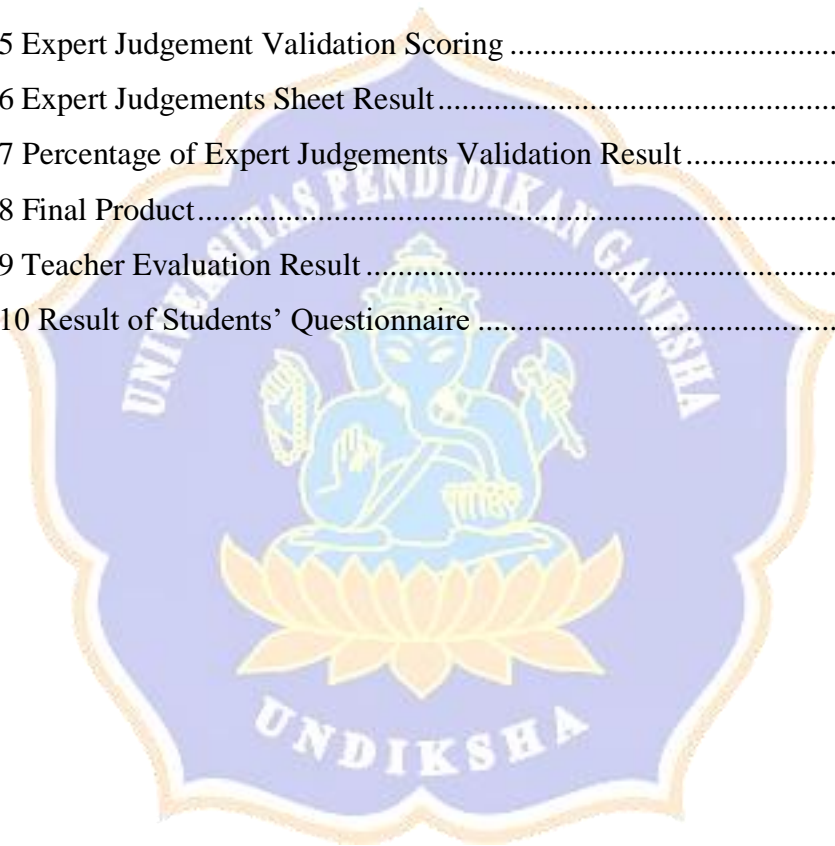 5 Expert Judgement Validation Scoring ........................................
6 Expert Judgements Sheet Result ................................................
7 Percentage of Expert Judgements Validation Result ..................
8 Final Product ..............................................................................
9 Teacher Evaluation Result .........................................................
10 Result of Students’ Questionnaire ............................................
UNIVERSITAS PENDIDIKAN GANESHA
UNDIKSHA